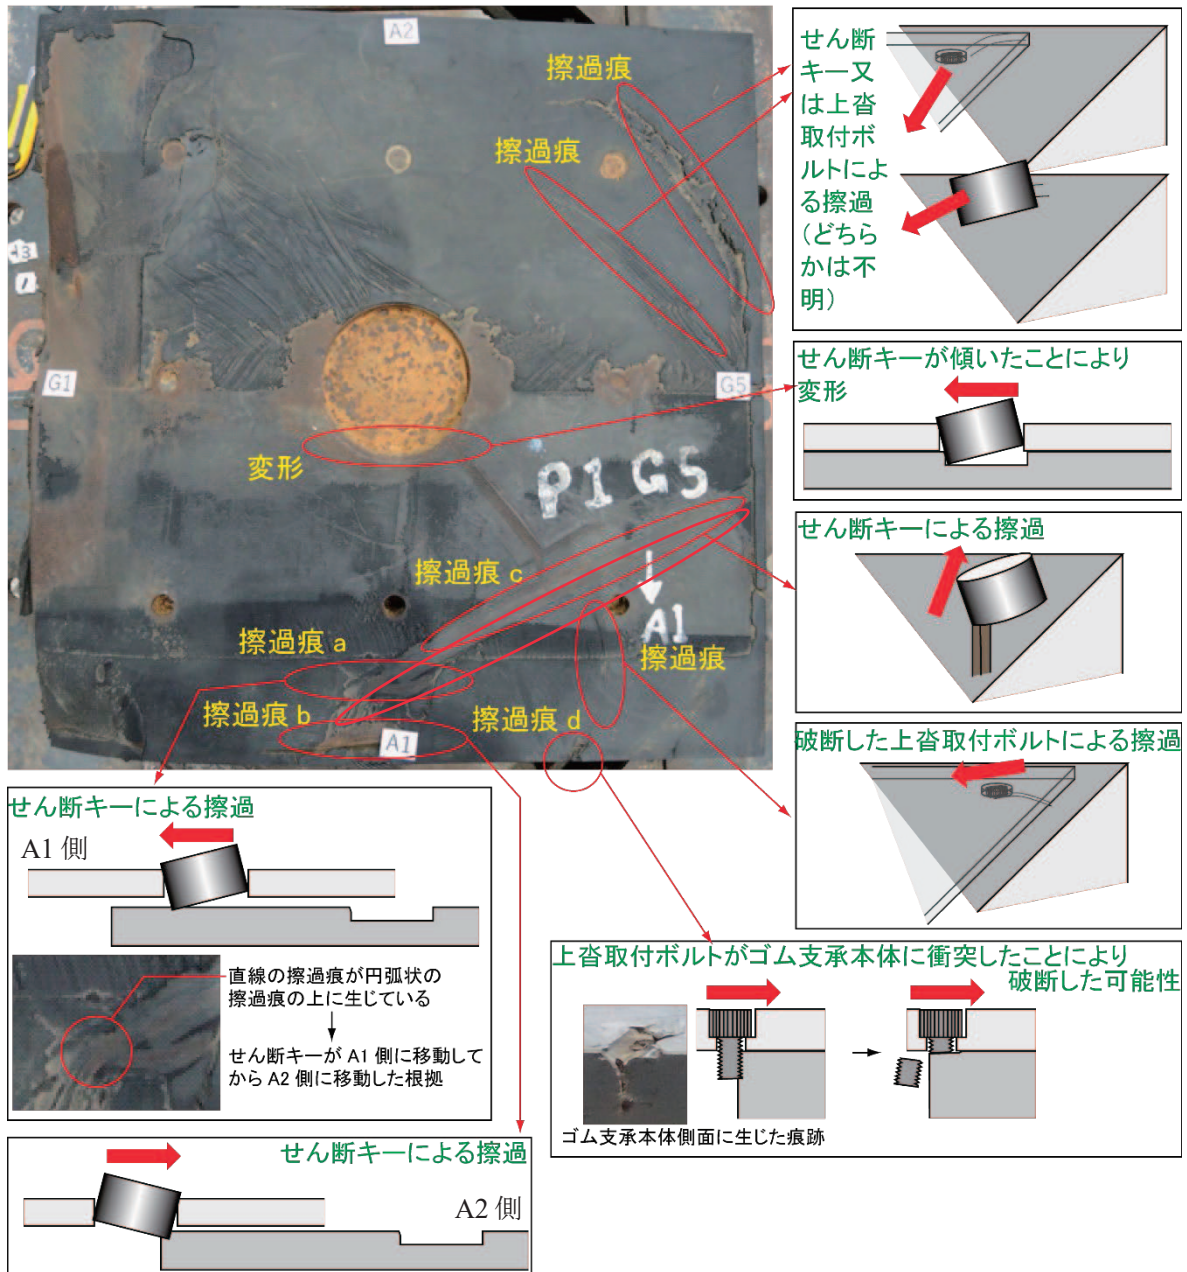 A2
擦過痕
擦過痕
G1
G5
変形
P1 G5
擦過痕 c
A1
擦過痕 a
擦過痕
擦過痕 b
擦過痕 d
A1
せん断
キー又
は上沓
取付ボ
ルトによ
る擦過
（どちら
かは不
明）
せん断キーが傾いたことにより
変形
せん断キーによる擦過
破断した上沓取付ボルトによる擦過
せん断キーによる擦過
A1 側
直線の擦過痕が円弧状の
擦過痕の上に生じている
せん断キーが A1 側に移動して
から A2 側に移動した根拠
上沓取付ボルトがゴム支承本体に衝突したことにより
破断した可能性
ゴム支承本体側面に生じた痕跡
せん断キーによる擦過
A2 側